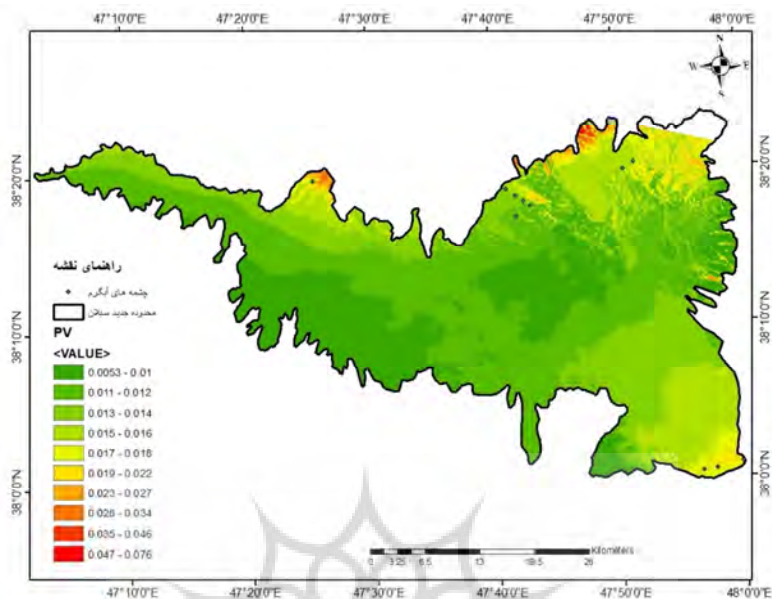 47°10'0"E 47°20'0"E 47°30'0"E 47°40'0"E 47°50'0"E 48°0'0"E
N
W E
S
38°20'0"N 38°20'0"N
38°10'0"N 38°10'0"N
38°0'0"N 38°0'0"N
راهنمای نقشه
چشمه های آبگرم
محدوده جدید سبلان
PV
<VALUE>
0.0053 - 0.01
0.011 - 0.012
0.013 - 0.014
0.015 - 0.016
0.017 - 0.018
0.019 - 0.022
0.023 - 0.027
0.028 - 0.034
0.035 - 0.046
0.047 - 0.076
Kilometers
0 3.25 6.5 13 19.5 26
47°10'0"E 47°20'0"E 47°30'0"E 47°40'0"E 47°50'0"E 48°0'0"E